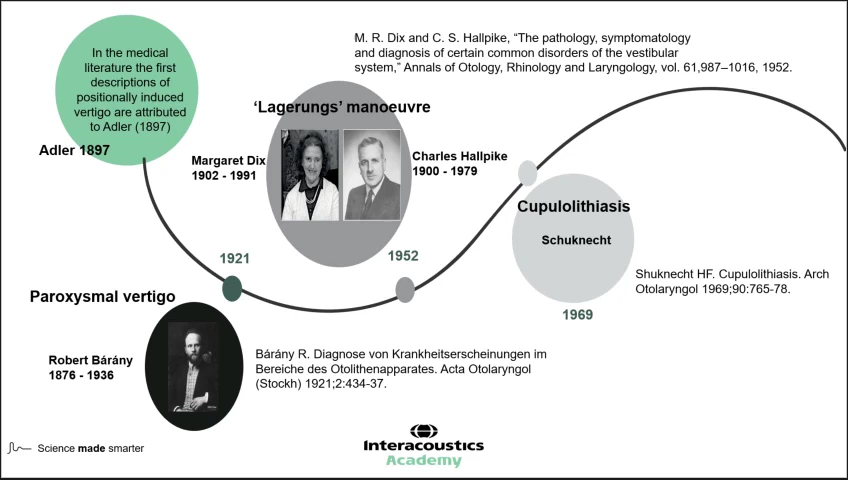 In the medical
literature the first
descriptions of
positionally induced
vertigo are attributed
to Adler (1897)
Adler 1897
M. R. Dix and C. S. Hallpike, “The pathology, symptomatology
and diagnosis of certain common disorders of the vestibular
system,” Annals of Otology, Rhinology and Laryngology, vol. 61,987–1016, 1952.
‘Lagerungs’ manoeuvre
Margaret Dix
1902 - 1991
Charles Hallpike
1900 - 1979
1921
1952
Cupulolithiasis
Schuknecht
Shuknecht HF. Cupulolithiasis. Arch
Otolaryngol 1969;90:765-78.
1969
Paroxysmal vertigo
Robert Bárány
1876 - 1936
Bárány R. Diagnose von Krankheitserscheinungen im
Bereiche des Otolithenapparates. Acta Otolaryngol
(Stockh) 1921;2:434-37.
Science made smarter
Interacoustics
Academy